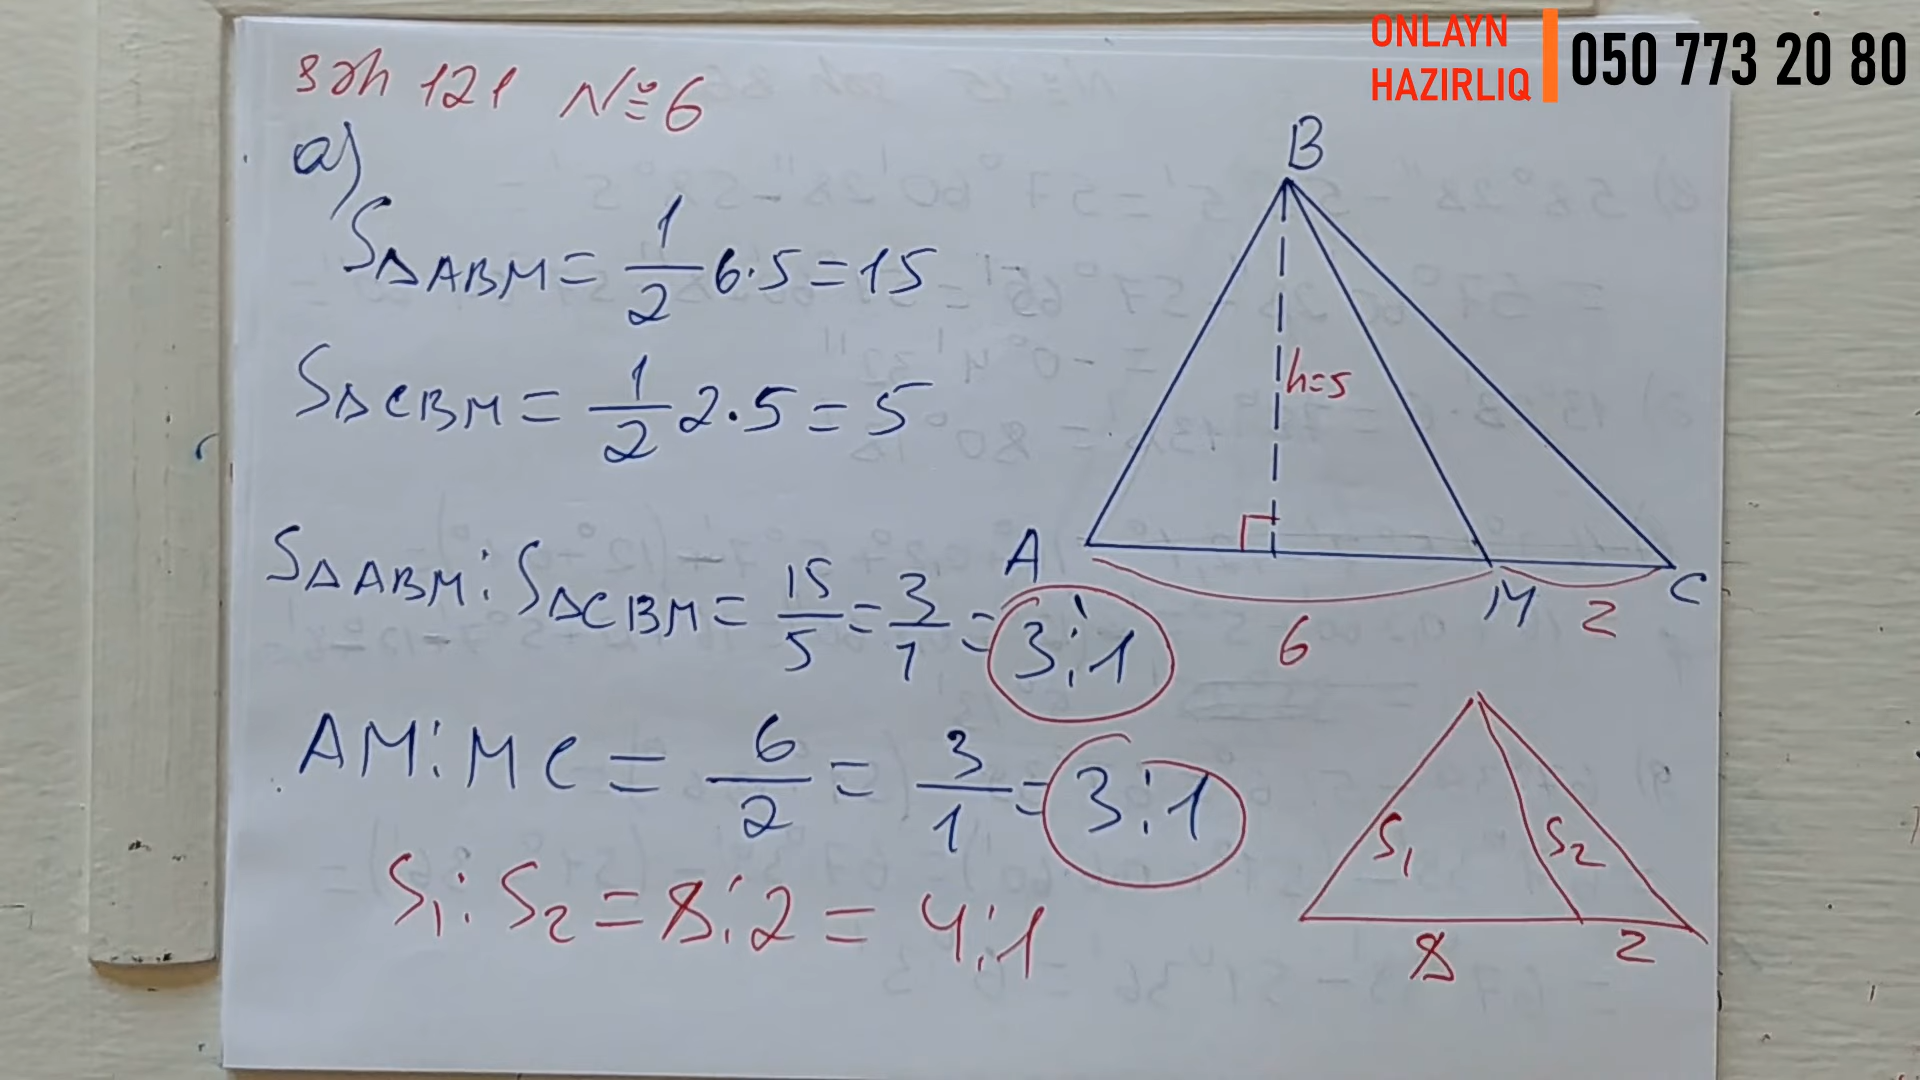 ONLAYN
HAZIRLIQ
050 773 20 80
səh 121 №6
a)
S△ABM = 1/2 6·5 = 15
S△CBM = 1/2 2·5 = 5
S△ABM : S△CBM = 15/5 = 3/1 = 3:1
AM:MC = 6/2 = 3/1 = 3:1
S₁:S₂ = 8:2 = 4:1
B
h=5
A
M
C
6
2
S₁
S₂
8
2